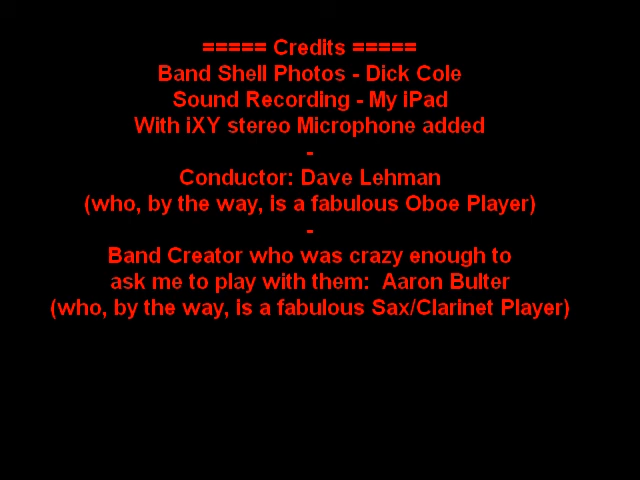 ===== Credits =====
Band Shell Photos - Dick Cole
Sound Recording - My iPad
With iXY stereo Microphone added
-
Conductor: Dave Lehman
(who, by the way, is a fabulous Oboe Player)
-
Band Creator who was crazy enough to
ask me to play with them:  Aaron Bulter
(who, by the way, is a fabulous Sax/Clarinet Player)